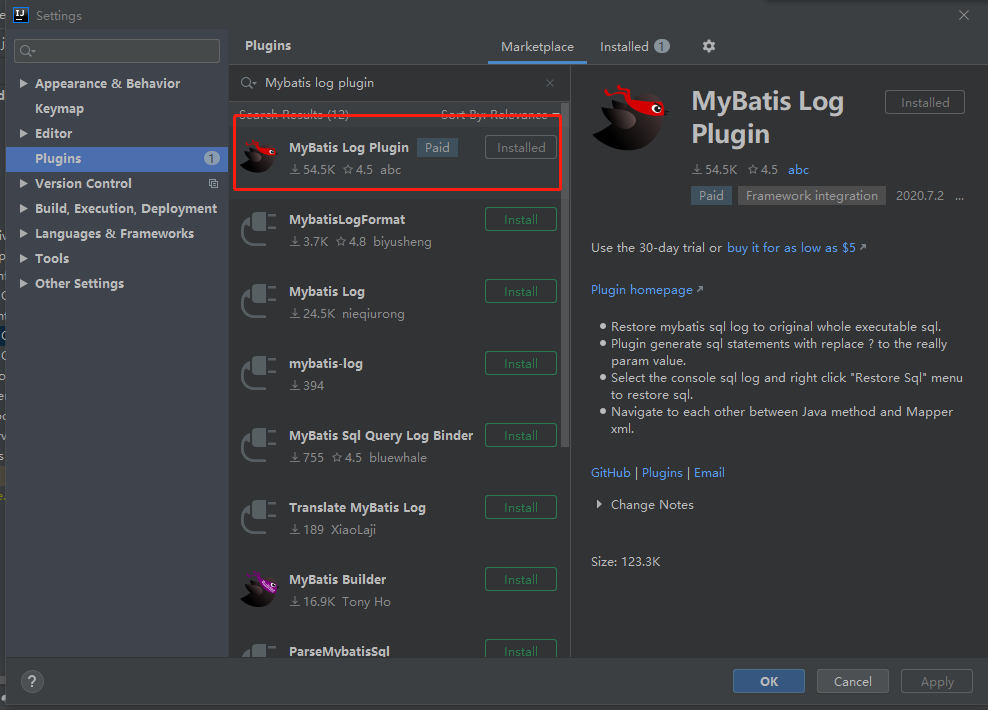 Settings
Appearance & Behavior
Keymap
Editor
Plugins 1
Version Control
Build, Execution, Deployment
Languages & Frameworks
Tools
Other Settings
Plugins
Marketplace
Installed 1
Mybatis log plugin
Search Results (12) Sort By: Relevance
MyBatis Log Plugin Paid Installed
54.5K 4.5 abc
MybatisLogFormat Install
3.7K 4.8 biyusheng
Mybatis Log Install
24.5K nieqiurong
mybatis-log Install
394
MyBatis Sql Query Log Binder Install
755 4.5 bluewhale
Translate MyBatis Log Install
189 XiaoLaji
MyBatis Builder Install
16.9K Tony Ho
ParseMybatisSql Install
MyBatis Log Installed
Plugin
54.5K 4.5 abc
Paid Framework integration 2020.7.2 ...
Use the 30-day trial or buy it for as low as $5
Plugin homepage
Restore mybatis sql log to original whole executable sql.
Plugin generate sql statements with replace ? to the really
param value.
Select the console sql log and right click "Restore Sql" menu
to restore sql.
Navigate to each other between Java method and Mapper
xml.
GitHub | Plugins | Email
Change Notes
Size: 123.3K
?
OK Cancel Apply